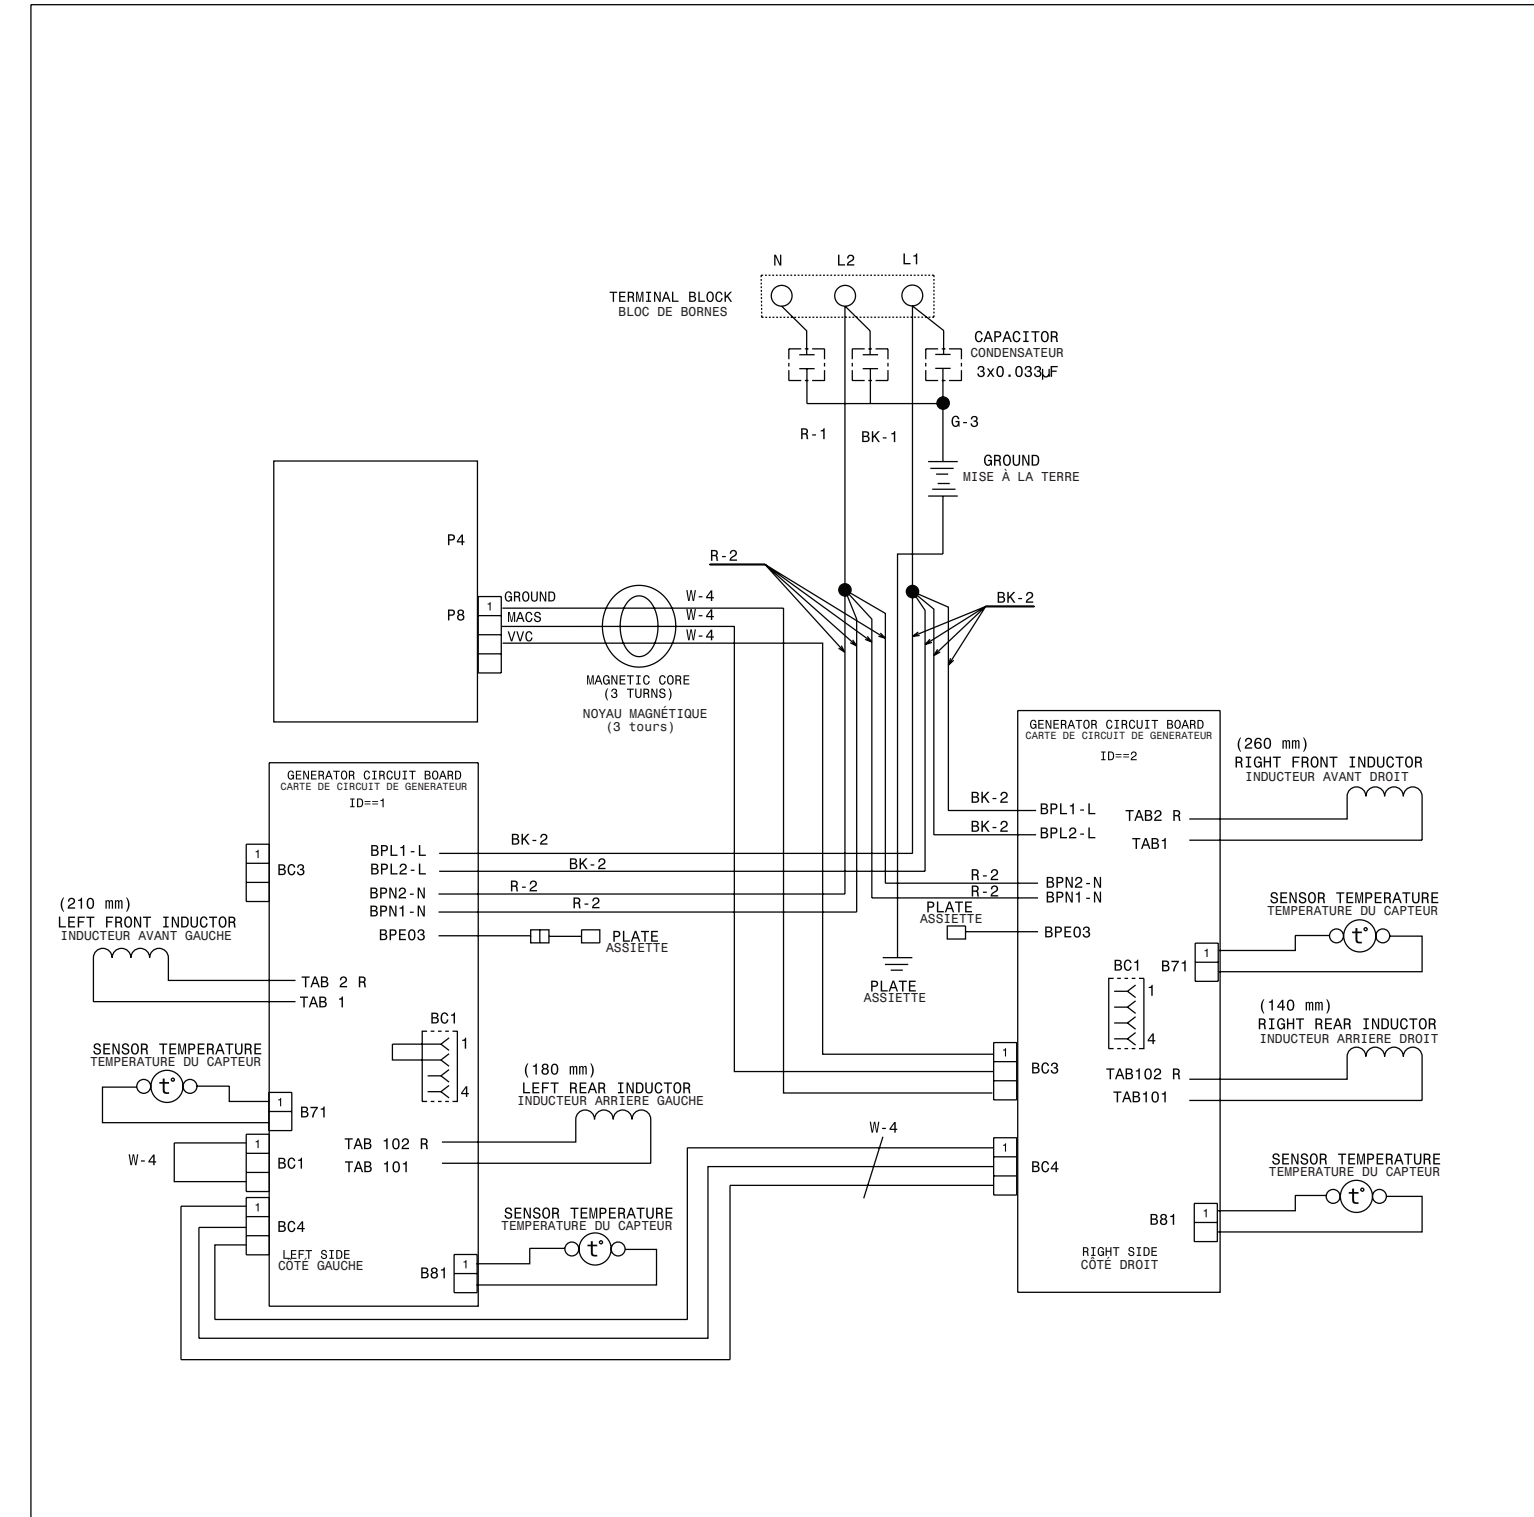 N L2 L1
TERMINAL BLOCK
BLOC DE BORNES
CAPACITOR
CONDENSATEUR
3x0.033µF
G-3
R-1
BK-1
GROUND
MISE À LA TERRE
P4
P8
1
GROUND
MACS
VVC
W-4
W-4
W-4
MAGNETIC CORE
(3 TURNS)
NOYAU MAGNÉTIQUE
(3 tours)
R-2
BK-2
GENERATOR CIRCUIT BOARD
CARTE DE CIRCUIT DE GENERATEUR
ID==1
1
BC3
BPL1-L
BPL2-L
BPN2-N
BPN1-N
BPE03
BK-2
BK-2
R-2
R-2
PLATE
ASSIETTE
(210 mm)
LEFT FRONT INDUCTOR
INDUCTEUR AVANT GAUCHE
TAB 2 R
TAB 1
BC1
1
4
SENSOR TEMPERATURE
TEMPERATURE DU CAPTEUR
t°
1
B71
W-4
1
BC1
1
BC4
LEFT SIDE
CÔTÉ GAUCHE
(180 mm)
LEFT REAR INDUCTOR
INDUCTEUR ARRIERE GAUCHE
TAB 102 R
TAB 101
SENSOR TEMPERATURE
TEMPERATURE DU CAPTEUR
t°
B81
1
PLATE
ASSIETTE
GENERATOR CIRCUIT BOARD
CARTE DE CIRCUIT DE GENERATEUR
ID==2
BK-2
BK-2
R-2
R-2
BPL1-L
BPL2-L
BPN2-N
BPN1-N
BPE03
PLATE
ASSIETTE
TAB2 R
TAB1
(260 mm)
RIGHT FRONT INDUCTOR
INDUCTEUR AVANT DROIT
SENSOR TEMPERATURE
TEMPERATURE DU CAPTEUR
t°
B71
1
BC1
1
4
(140 mm)
RIGHT REAR INDUCTOR
INDUCTEUR ARRIERE DROIT
TAB102 R
TAB101
1
BC3
W-4
1
BC4
SENSOR TEMPERATURE
TEMPERATURE DU CAPTEUR
t°
B81
1
RIGHT SIDE
CÔTÉ DROIT